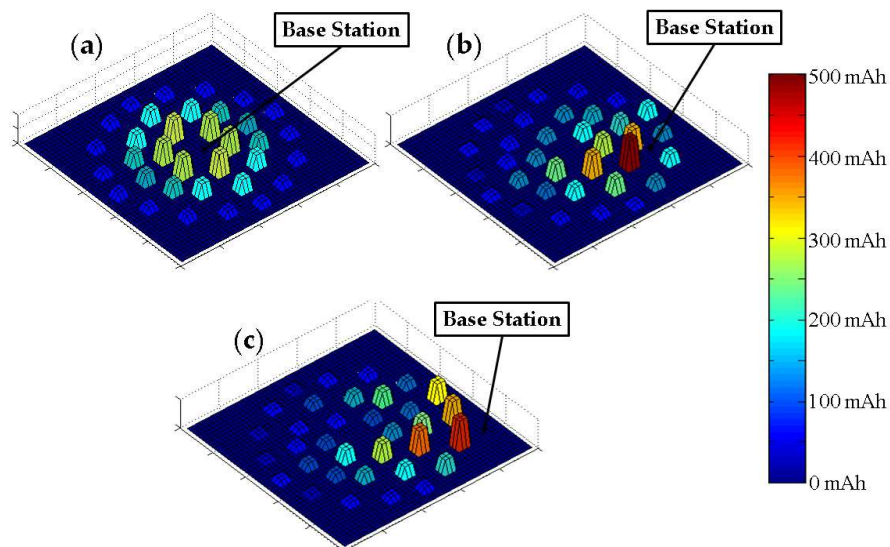 (a)
Base Station
(b)
Base Station
500 mAh
400 mAh
300 mAh
200 mAh
100 mAh
0 mAh
(c)
Base Station